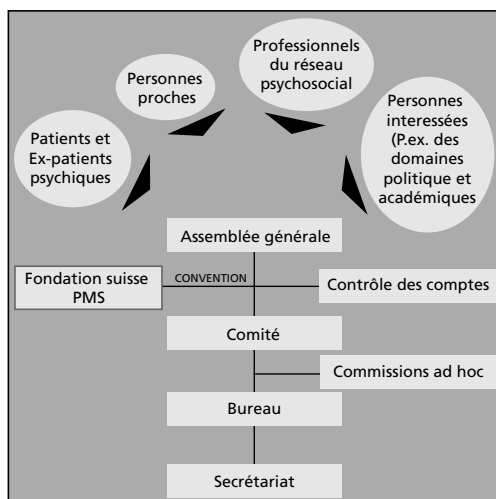 Professionnels
du réseau
psychosocial
Personnes
proches
Personnes
interessées
(P.ex. des
domaines
politique et
académiques
Patients et
Ex-patients
psychiques
Assemblée générale
Fondation suisse
PMS
CONVENTION
Contrôle des comptes
Comité
Commissions ad hoc
Bureau
Secrétariat